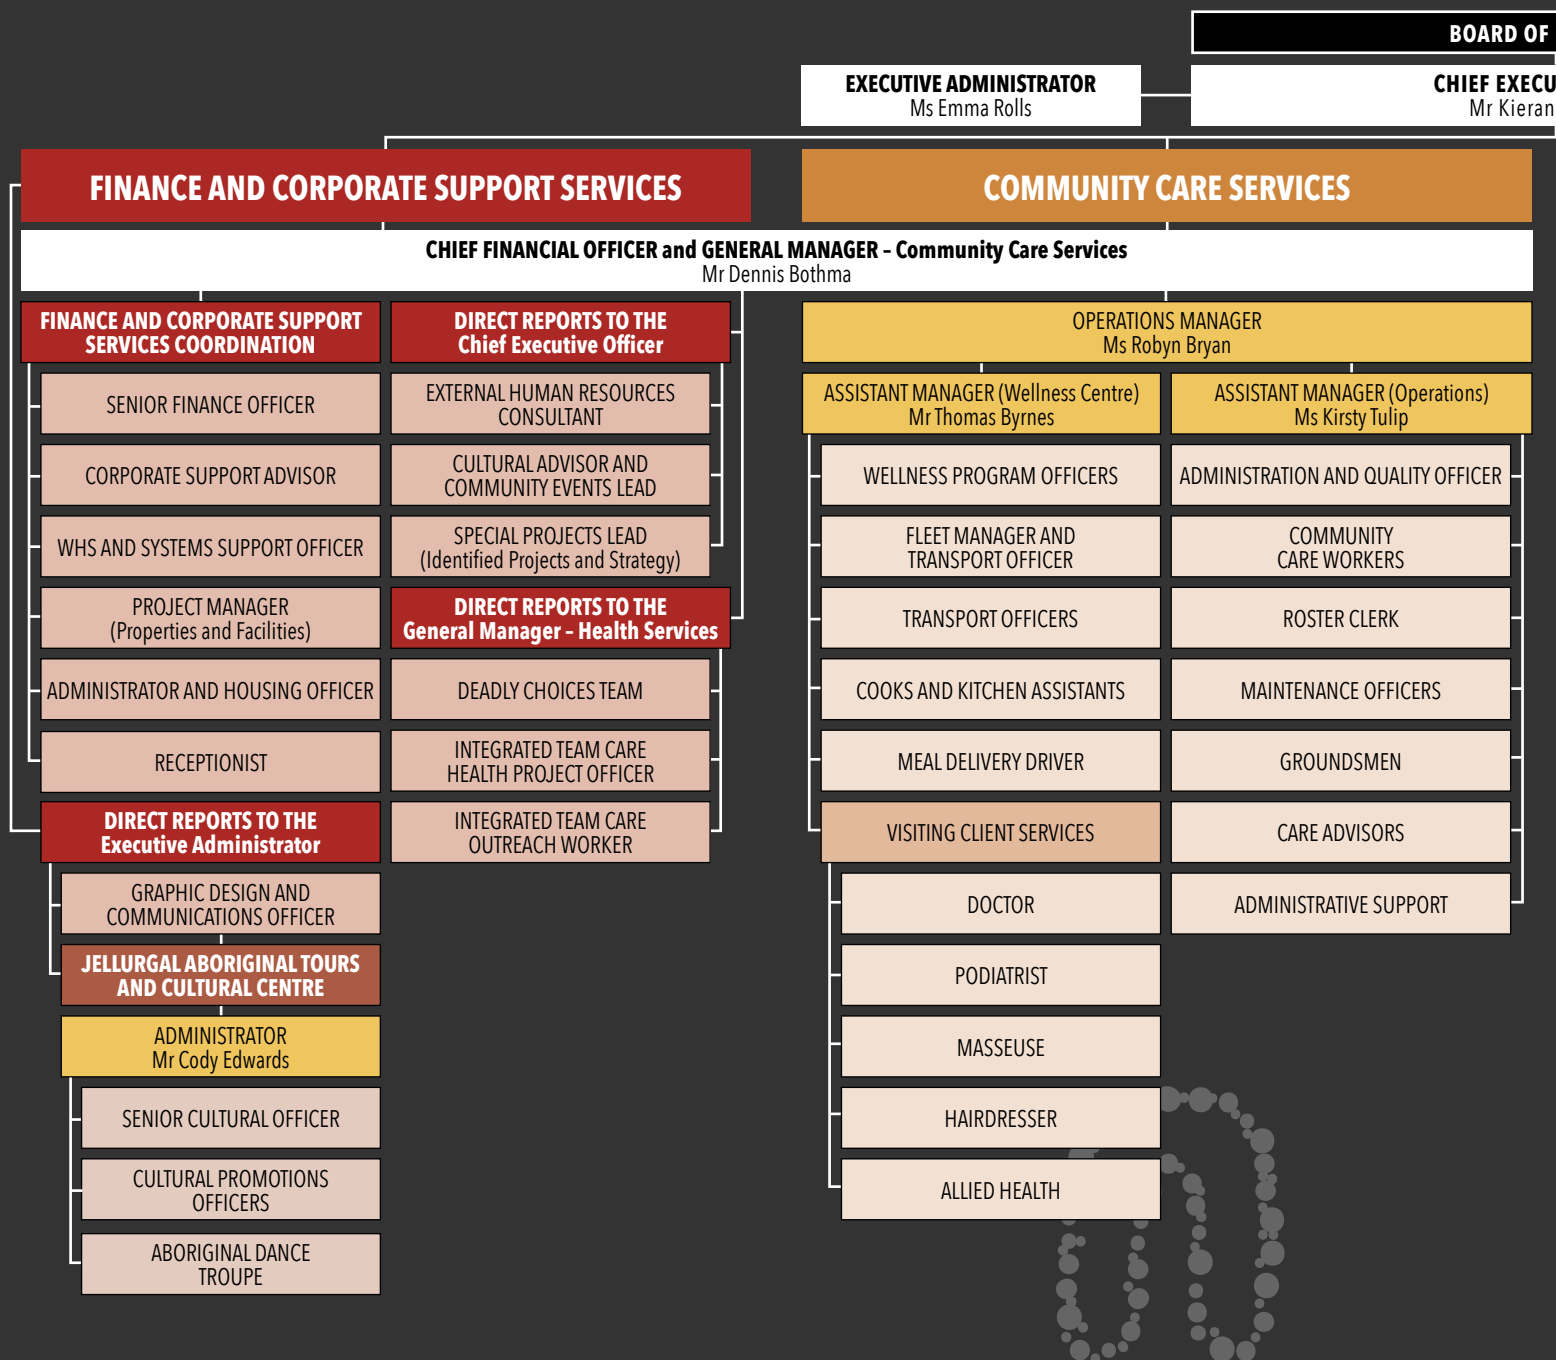 BOARD OF
EXECUTIVE ADMINISTRATOR
Ms Emma Rolls
CHIEF EXECU
Mr Kieran
FINANCE AND CORPORATE SUPPORT SERVICES
COMMUNITY CARE SERVICES
CHIEF FINANCIAL OFFICER and GENERAL MANAGER – Community Care Services
Mr Dennis Bothma
FINANCE AND CORPORATE SUPPORT
SERVICES COORDINATION
SENIOR FINANCE OFFICER
CORPORATE SUPPORT ADVISOR
WHS AND SYSTEMS SUPPORT OFFICER
PROJECT MANAGER
(Properties and Facilities)
ADMINISTRATOR AND HOUSING OFFICER
RECEPTIONIST
DIRECT REPORTS TO THE
Executive Administrator
GRAPHIC DESIGN AND
COMMUNICATIONS OFFICER
JELLURGAL ABORIGINAL TOURS
AND CULTURAL CENTRE
ADMINISTRATOR
Mr Cody Edwards
SENIOR CULTURAL OFFICER
CULTURAL PROMOTIONS
OFFICERS
ABORIGINAL DANCE
TROUPE
DIRECT REPORTS TO THE
Chief Executive Officer
EXTERNAL HUMAN RESOURCES
CONSULTANT
CULTURAL ADVISOR AND
COMMUNITY EVENTS LEAD
SPECIAL PROJECTS LEAD
(Identified Projects and Strategy)
DIRECT REPORTS TO THE
General Manager – Health Services
DEADLY CHOICES TEAM
INTEGRATED TEAM CARE
HEALTH PROJECT OFFICER
INTEGRATED TEAM CARE
OUTREACH WORKER
OPERATIONS MANAGER
Ms Robyn Bryan
ASSISTANT MANAGER (Wellness Centre)
Mr Thomas Byrnes
WELLNESS PROGRAM OFFICERS
FLEET MANAGER AND
TRANSPORT OFFICER
TRANSPORT OFFICERS
COOKS AND KITCHEN ASSISTANTS
MEAL DELIVERY DRIVER
VISITING CLIENT SERVICES
DOCTOR
PODIATRIST
MASSEUSE
HAIRDRESSER
ALLIED HEALTH
ASSISTANT MANAGER (Operations)
Ms Kirsty Tulip
ADMINISTRATION AND QUALITY OFFICER
COMMUNITY
CARE WORKERS
ROSTER CLERK
MAINTENANCE OFFICERS
GROUNDSMEN
CARE ADVISORS
ADMINISTRATIVE SUPPORT